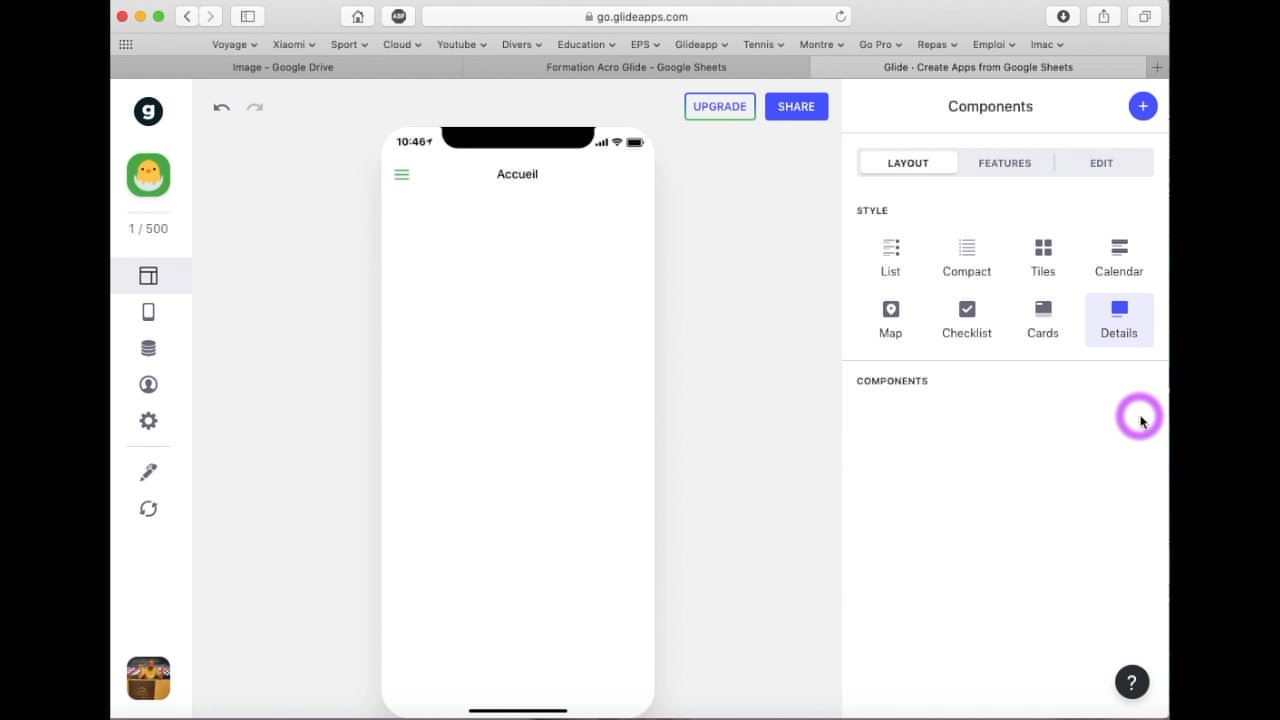 ABP
go.glideapps.com
Voyage Xiaomi Sport Cloud Youtube Divers Education EPS Glideapp Tennis Montre Go Pro Repas Emploi Imac
Image - Google Drive
Formation Acro Glide - Google Sheets
Glide · Create Apps from Google Sheets
g
1 / 500
UPGRADE
SHARE
10:46
Accueil
Components
LAYOUT
FEATURES
EDIT
STYLE
List
Compact
Tiles
Calendar
Map
Checklist
Cards
Details
COMPONENTS
?